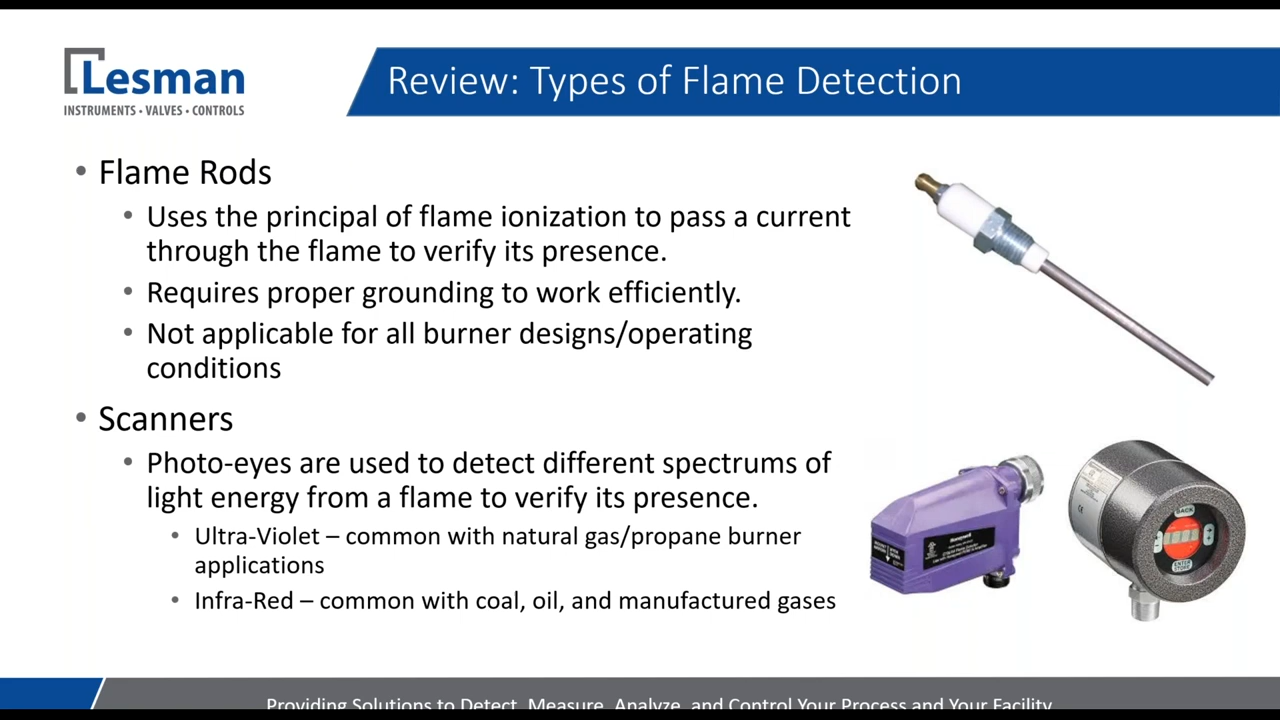 Lesman
INSTRUMENTS • VALVES • CONTROLS
Review: Types of Flame Detection
• Flame Rods
• Uses the principal of flame ionization to pass a current
through the flame to verify its presence.
• Requires proper grounding to work efficiently.
• Not applicable for all burner designs/operating
conditions
• Scanners
• Photo-eyes are used to detect different spectrums of
light energy from a flame to verify its presence.
• Ultra-Violet – common with natural gas/propane burner
applications
• Infra-Red – common with coal, oil, and manufactured gases
Honeywell
BACK
ENTER
STORE
Providing Solutions to Detect, Measure, Analyze, and Control Your Process and Your Facility